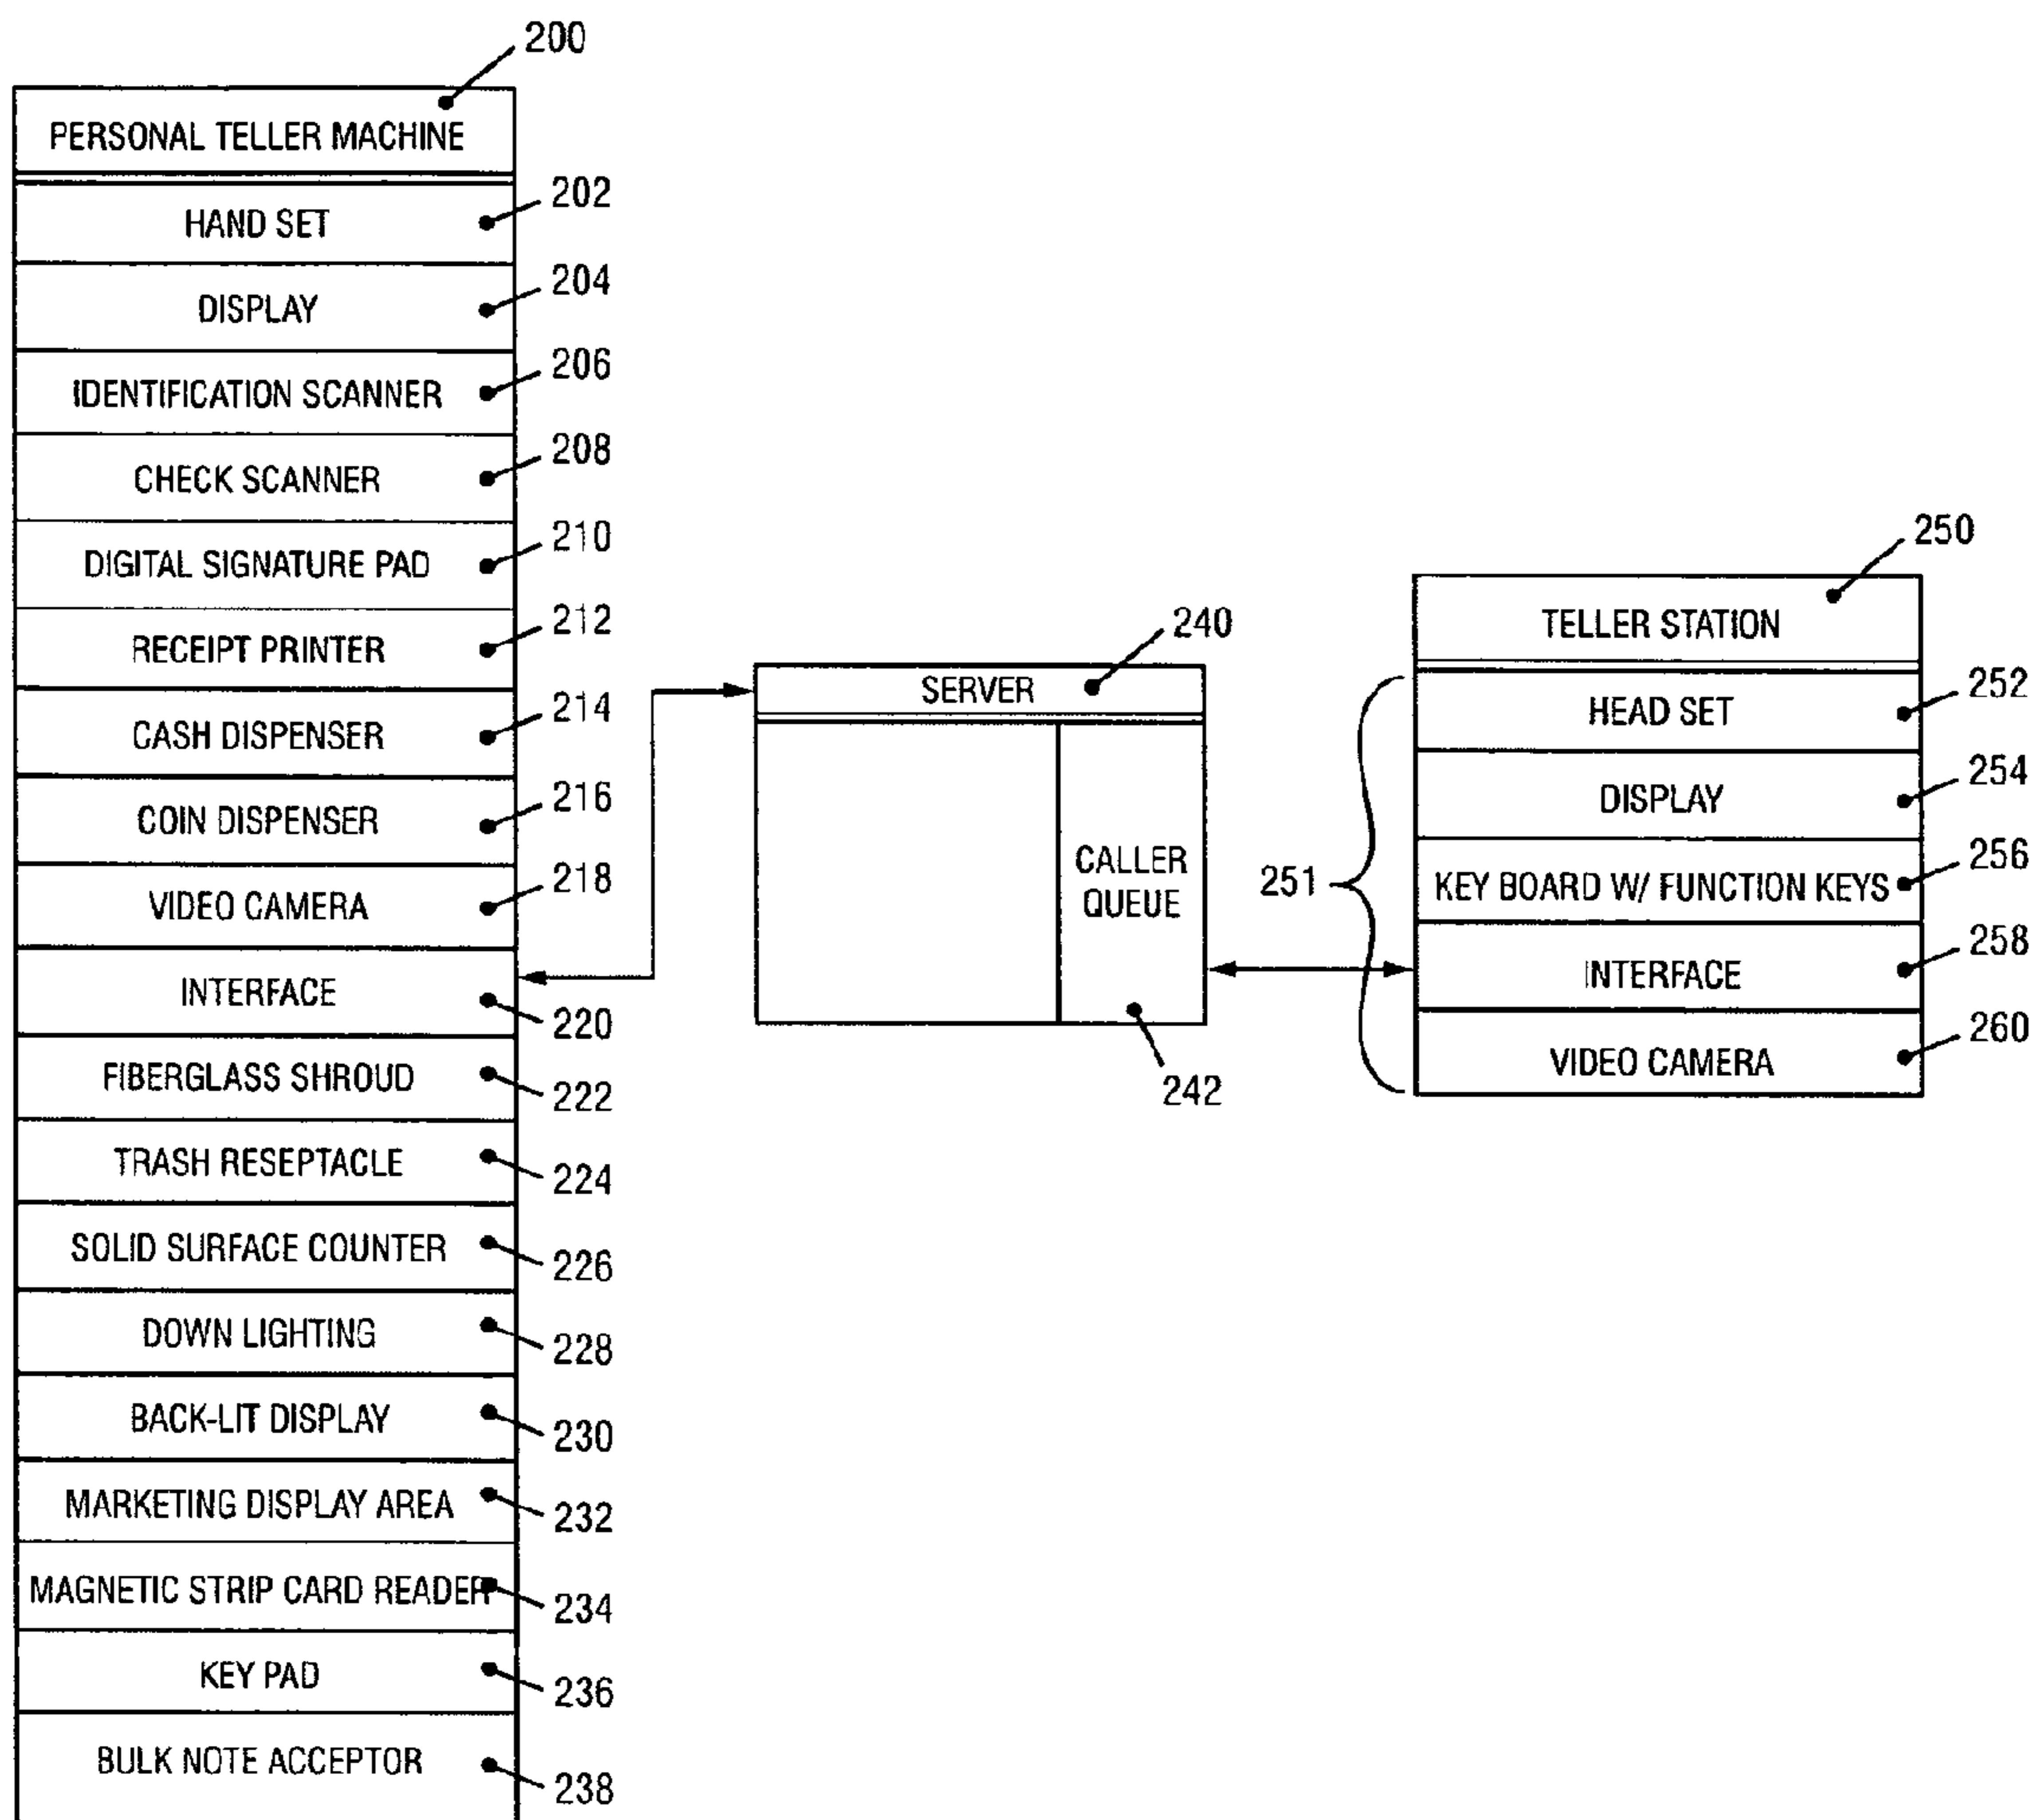 200
PERSONAL TELLER MACHINE
HAND SET
202
DISPLAY
204
IDENTIFICATION SCANNER
206
CHECK SCANNER
208
DIGITAL SIGNATURE PAD
210
RECEIPT PRINTER
212
CASH DISPENSER
214
COIN DISPENSER
216
VIDEO CAMERA
218
INTERFACE
220
FIBERGLASS SHROUD
222
TRASH RESEPTACLE
224
SOLID SURFACE COUNTER
226
DOWN LIGHTING
228
BACK-LIT DISPLAY
230
MARKETING DISPLAY AREA
232
MAGNETIC STRIP CARD READER
234
KEY PAD
236
BULK NOTE ACCEPTOR
238
SERVER
240
CALLER
QUEUE
242
250
TELLER STATION
251
HEAD SET
252
DISPLAY
254
KEY BOARD W/ FUNCTION KEYS
256
INTERFACE
258
VIDEO CAMERA
260